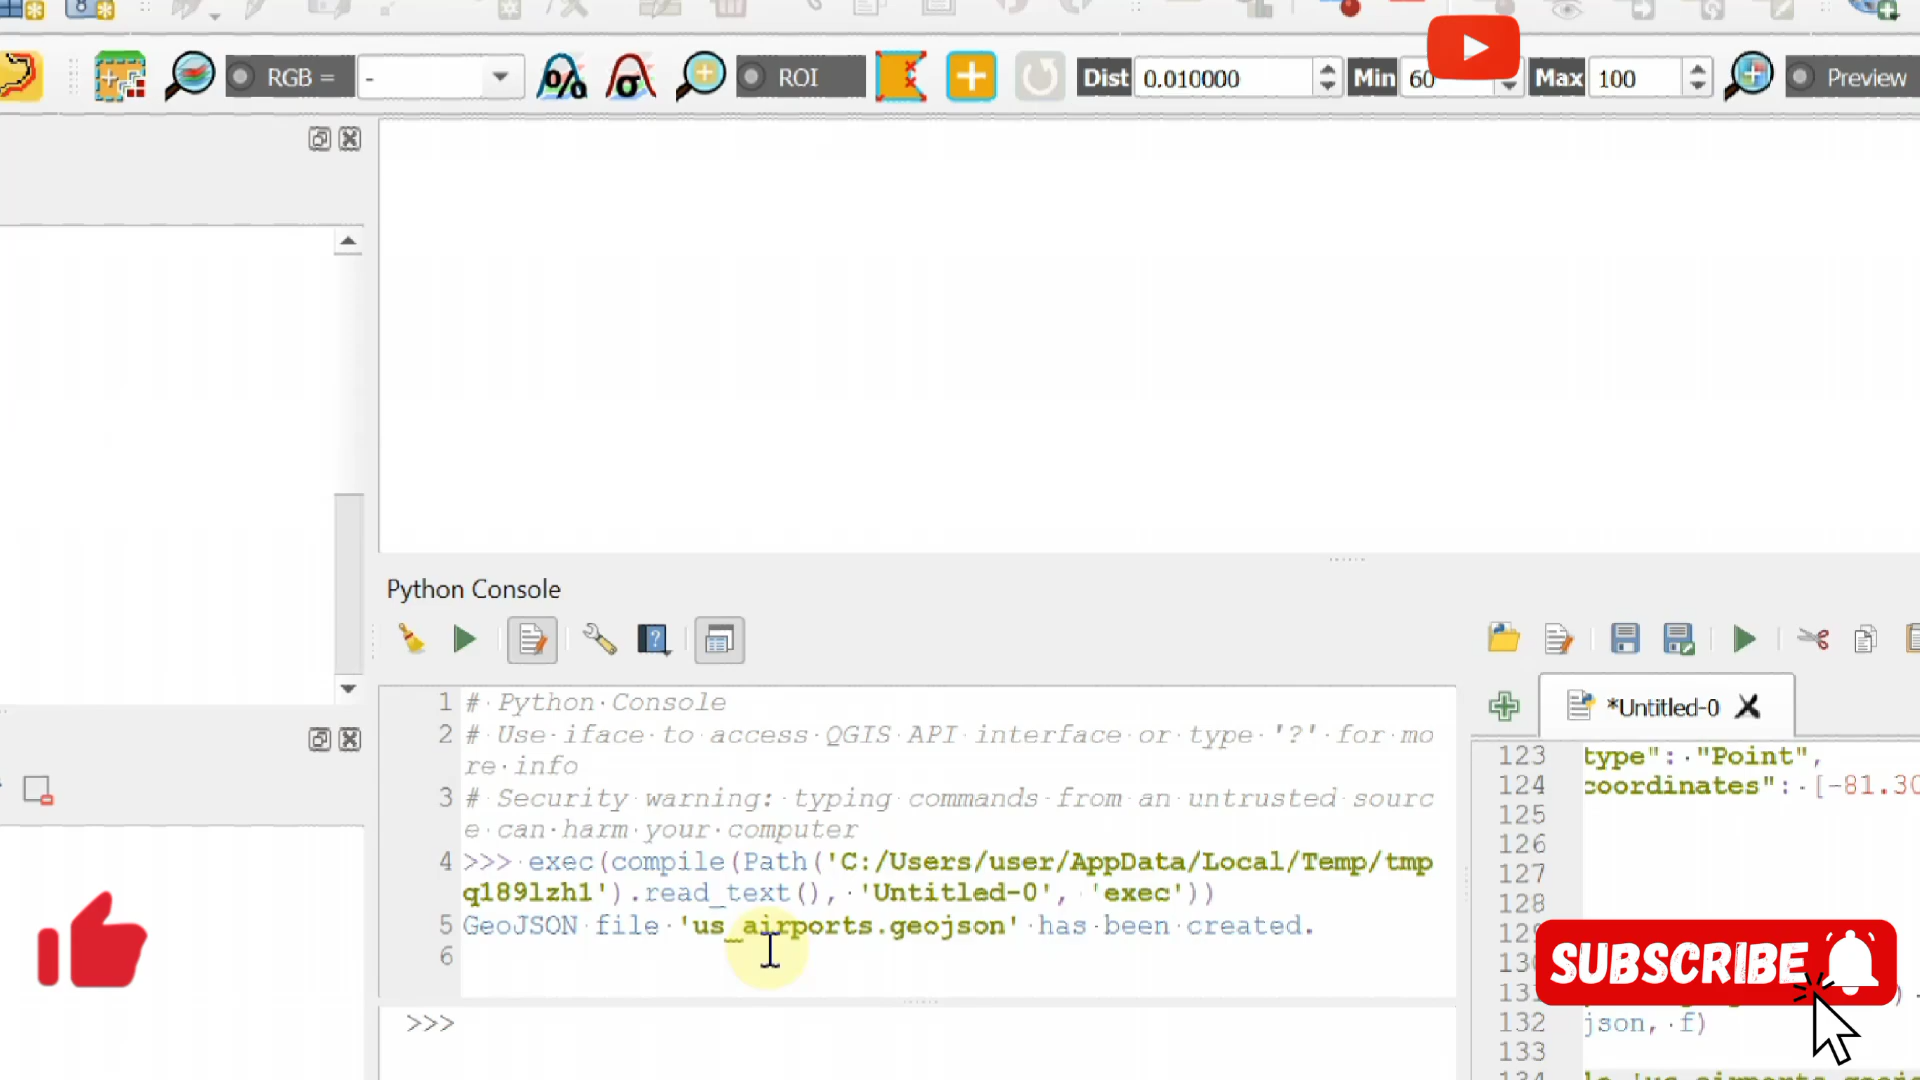 RGB =
-
ROI
Dist
0.010000
Min
60
Max
100
Preview
Python Console
1 # Python Console
2 # Use iface to access QGIS API interface or type '?' for mo
re info
3 # Security warning: typing commands from an untrusted sourc
e can harm your computer
4 >>> exec(compile(Path('C:/Users/user/AppData/Local/Temp/tmp
q189lzh1').read_text(), 'Untitled-0', 'exec'))
5 GeoJSON file 'us_airports.geojson' has been created.
6
>>>
*Untitled-0
123 type": "Point",
124 coordinates": [-81.30
125
126
127
128
132 json, f)
133
SUBSCRIBE